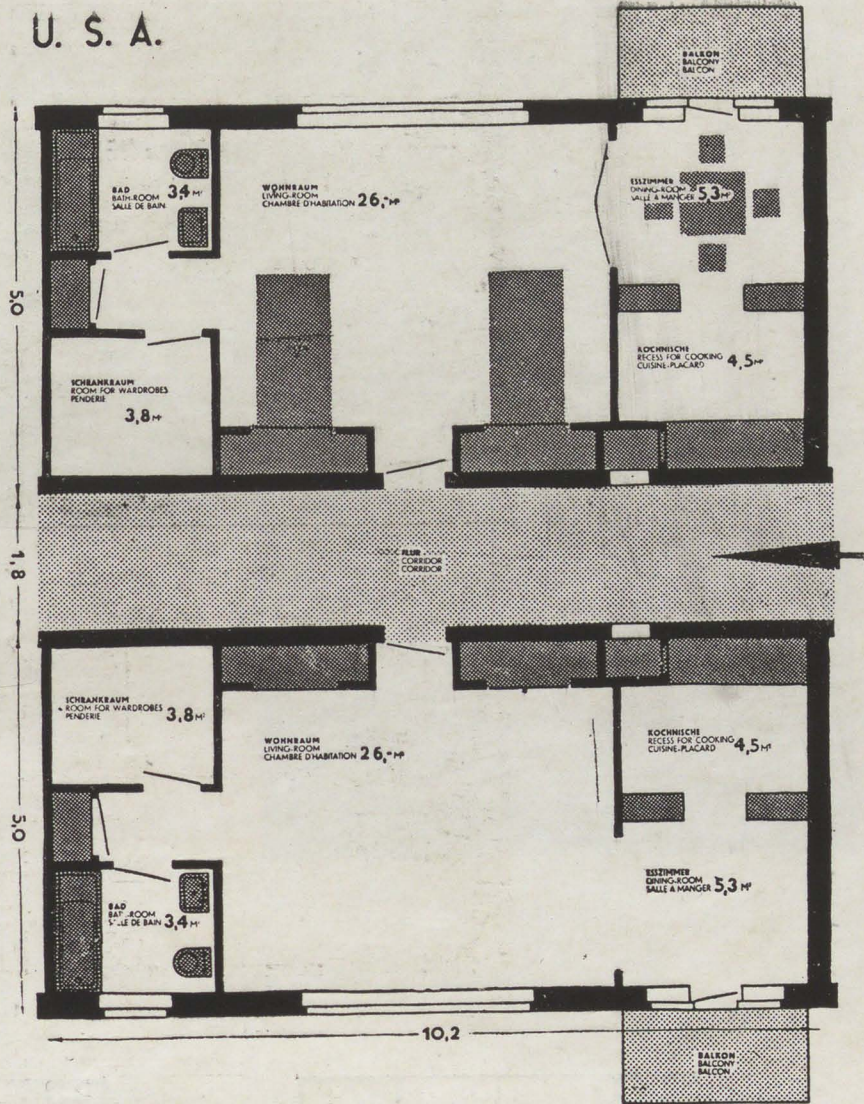 U. S. A.
BALKON
BALCONY
BALCON
BAD
BATH-ROOM
SALLE DE BAIN 3,4 M²
WOHNRAUM
LIVING-ROOM
CHAMBRE D'HABITATION 26,- M²
ESSZIMMER
DINING-ROOM
SALLE A MANGER 5,3 M²
5,0
SCHRANKRAUM
ROOM FOR WARDROBES
PENDERIE
3,8 M²
KOCHNISCHE
RECESS FOR COOKING
CUISINE-PLACARD 4,5 M²
1,8
FLUR
CORRIDOR
CORRIDOR
SCHRANKRAUM
ROOM FOR WARDROBES
PENDERIE 3,8 M²
WOHNRAUM
LIVING-ROOM
CHAMBRE D'HABITATION 26,- M²
KOCHNISCHE
RECESS FOR COOKING
CUISINE-PLACARD 4,5 M²
5,0
BAD
BAT -ROOM
S LLE DE BAIN 3,4 M²
ESSZIMMER
DINING-ROOM
SALLE A MANGER 5,3 M²
10,2
BALKON
BALCONY
BALCON